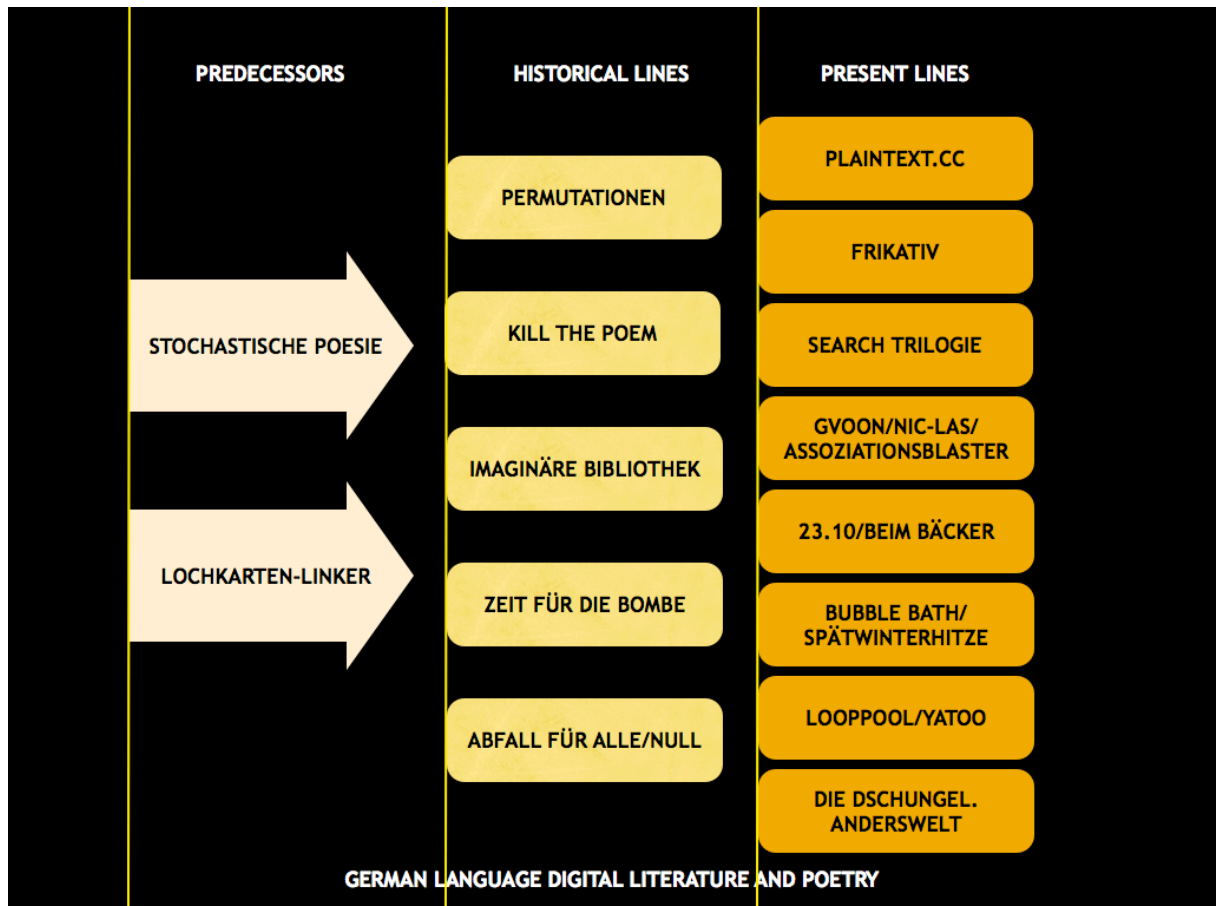 PREDECESSORS
STOCHASTISCHE POESIE
LOCHKARTEN-LINKER
HISTORICAL LINES
PERMUTATIONEN
KILL THE POEM
IMAGINÄRE BIBLIOTHEK
ZEIT FÜR DIE BOMBE
ABFALL FÜR ALLE/NULL
PRESENT LINES
PLAINTEXT.CC
FRIKATIV
SEARCH TRILOGIE
GVOON/NIC-LAS/
ASSOZIATIONSBLASTER
23.10/BEIM BÄCKER
BUBBLE BATH/
SPÄTWINTERHITZE
LOOPPOOL/YATOO
DIE DSCHUNGEL.
ANDERSWELT
GERMAN LANGUAGE DIGITAL LITERATURE AND POETRY